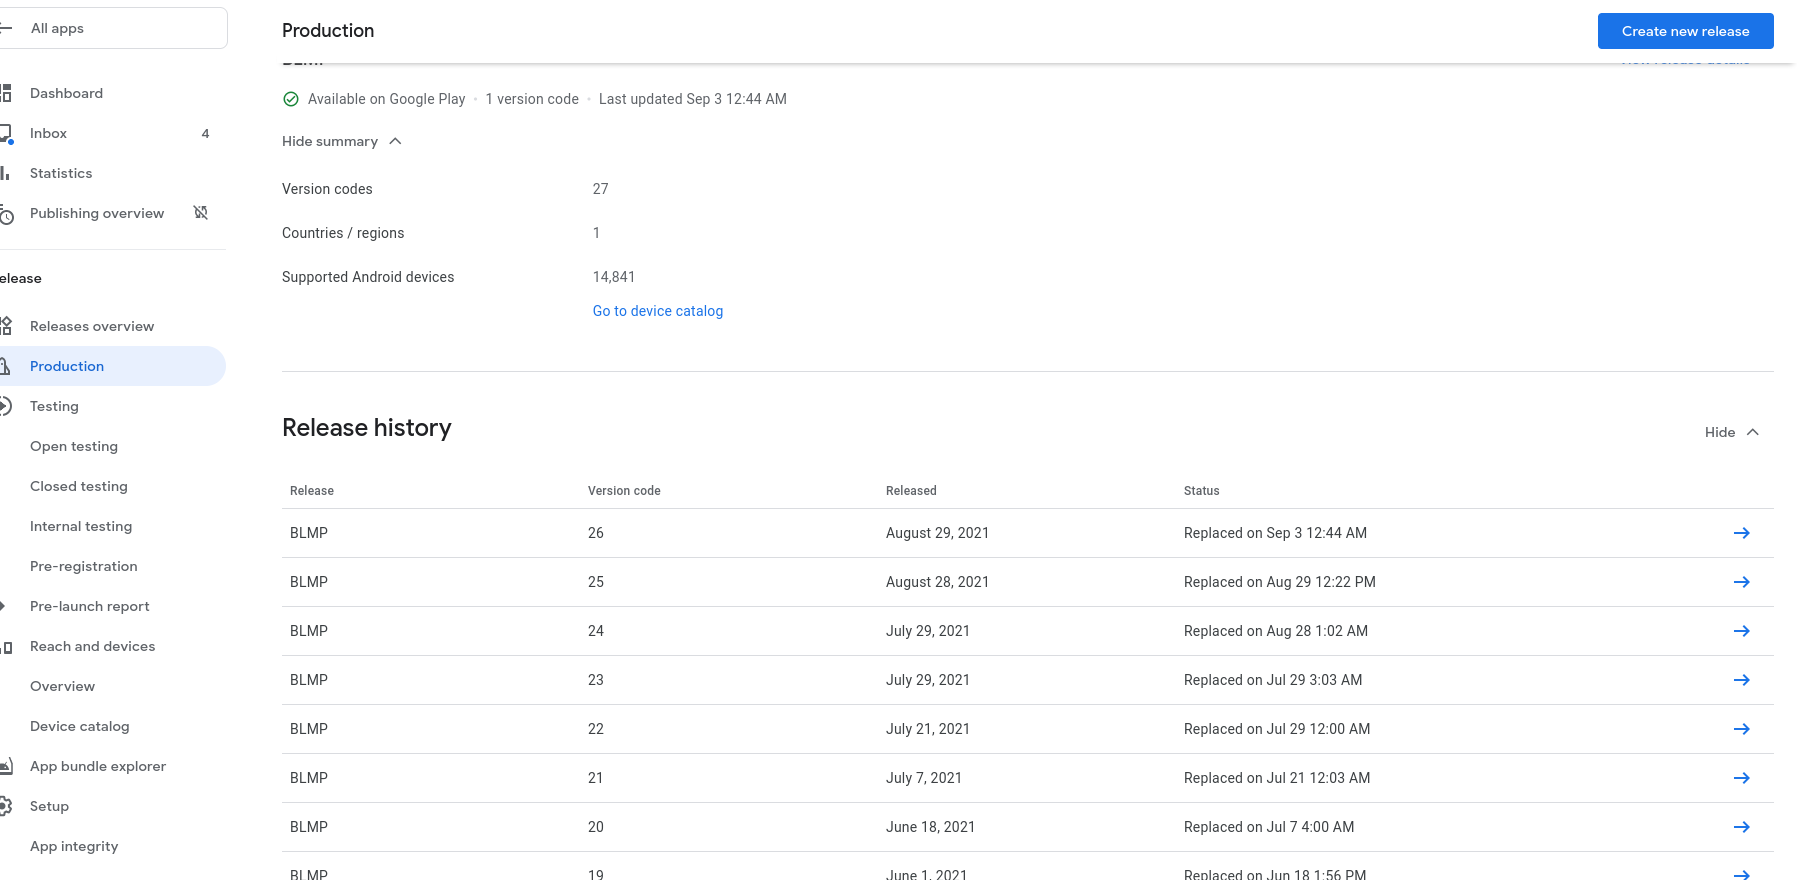 All apps
Production
Create new release
BLMP
View release details
Dashboard
Available on Google Play · 1 version code · Last updated Sep 3 12:44 AM
Inbox 4
Hide summary
Statistics
Version codes 27
Publishing overview
Countries / regions 1
elease
Supported Android devices 14,841
Go to device catalog
Releases overview
Production
Testing
Release history
Hide
Open testing
Closed testing
Internal testing
Pre-registration
Pre-launch report
Reach and devices
Overview
Device catalog
App bundle explorer
Setup
App integrity
Release Version code Released Status
BLMP 26 August 29, 2021 Replaced on Sep 3 12:44 AM
BLMP 25 August 28, 2021 Replaced on Aug 29 12:22 PM
BLMP 24 July 29, 2021 Replaced on Aug 28 1:02 AM
BLMP 23 July 29, 2021 Replaced on Jul 29 3:03 AM
BLMP 22 July 21, 2021 Replaced on Jul 29 12:00 AM
BLMP 21 July 7, 2021 Replaced on Jul 21 12:03 AM
BLMP 20 June 18, 2021 Replaced on Jul 7 4:00 AM
BLMP 19 June 1, 2021 Replaced on Jun 18 1:56 PM